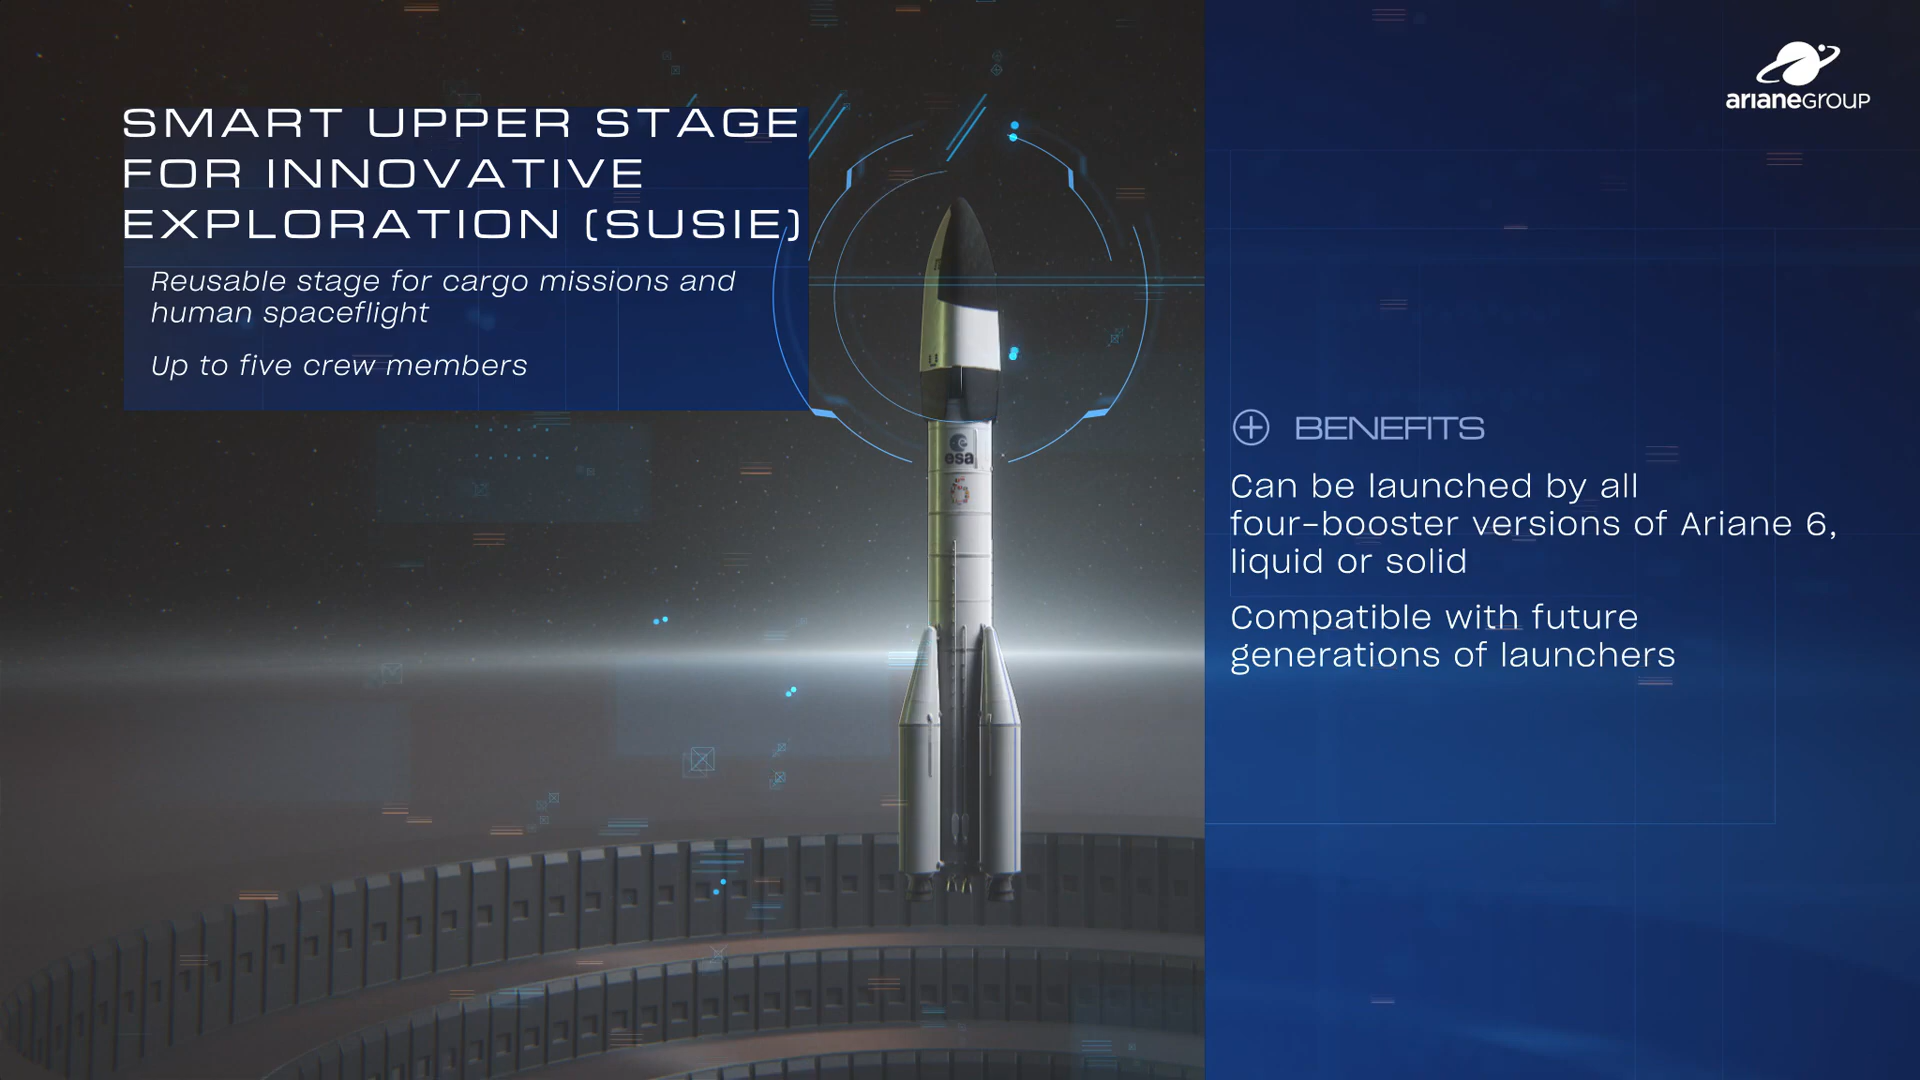 SMART UPPER STAGE
FOR INNOVATIVE
EXPLORATION (SUSIE)
Reusable stage for cargo missions and
human spaceflight
Up to five crew members
esa
arianeGROUP
BENEFITS
Can be launched by all
four-booster versions of Ariane 6,
liquid or solid
Compatible with future
generations of launchers